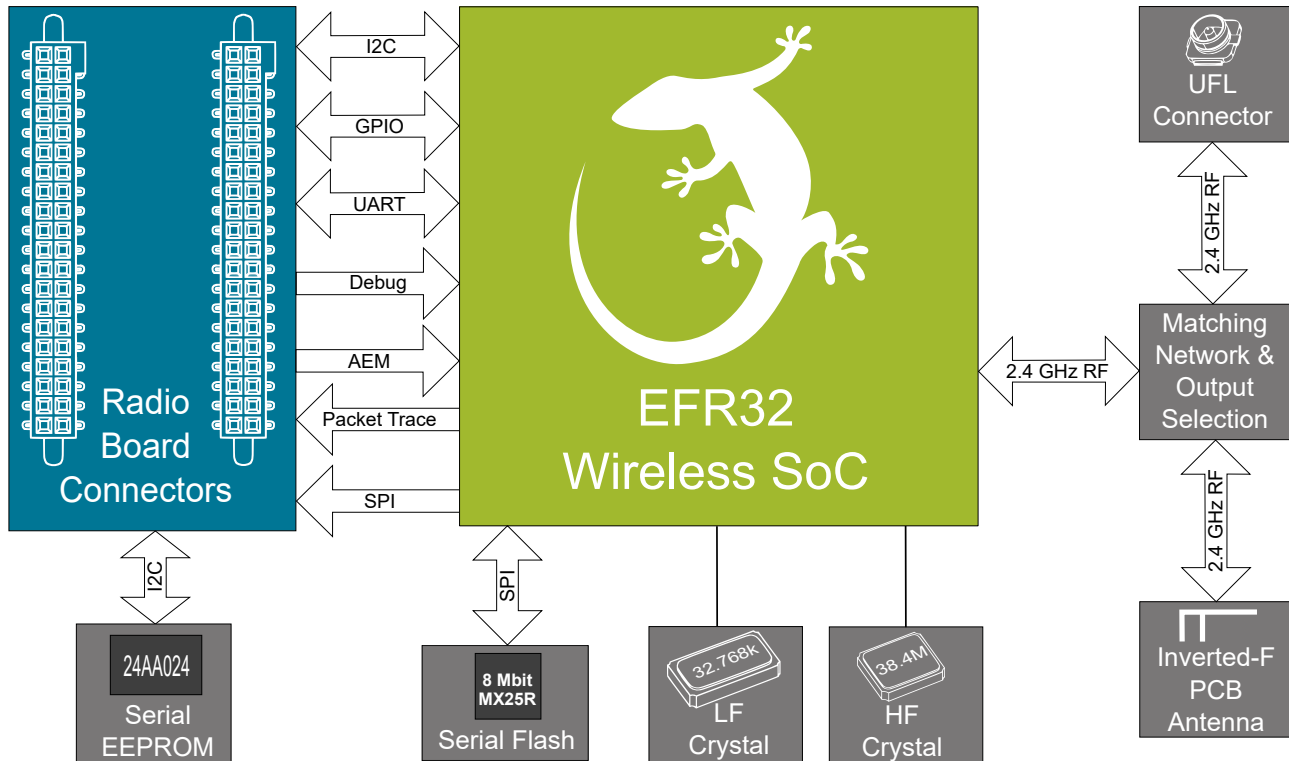 I2C
GPIO
UART
Debug
AEM
Packet Trace
SPI
Radio
Board
Connectors
EFR32
Wireless SoC
UFL
Connector
2.4 GHz RF
Matching
Network &
Output
Selection
2.4 GHz RF
2.4 GHz RF
Inverted-F
PCB
Antenna
I2C
24AA024
Serial
EEPROM
SPI
8 Mbit
MX25R
Serial Flash
32.768k
LF
Crystal
38.4M
HF
Crystal